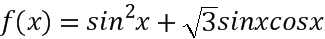 f(x) = sin²x + √3sinxcosx